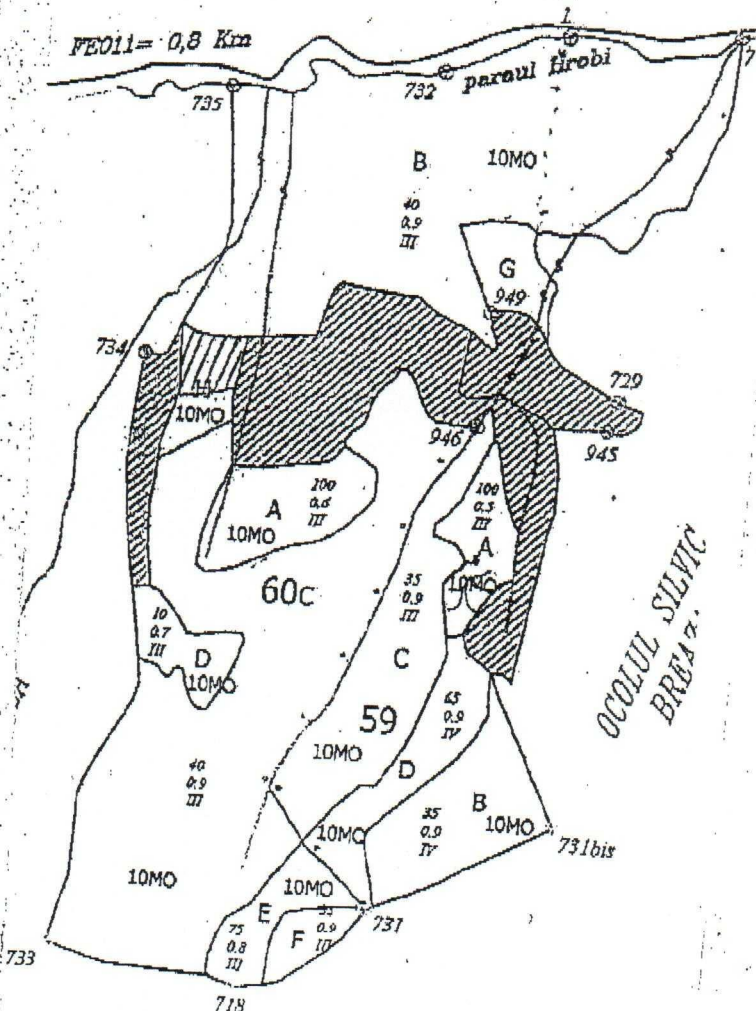 FE011= 0,8 Km
1
735
732
paraul Tirobi
7
B
10MO
40
0.9
III
G
949
734
H
10MO
729
946
945
A
100
0.6
III
10MO
100
0.5
III
A
10MO
60c
35
0.9
III
10
0.7
III
D
10MO
C
OCOLUL SILVIC
59
65
0.9
IV
10MO
D
40
0.9
III
B
35
0.9
IV
10MO
10MO
731bis
10MO
10MO
E
731
75
0.8
III
F
0.9
III
733
718